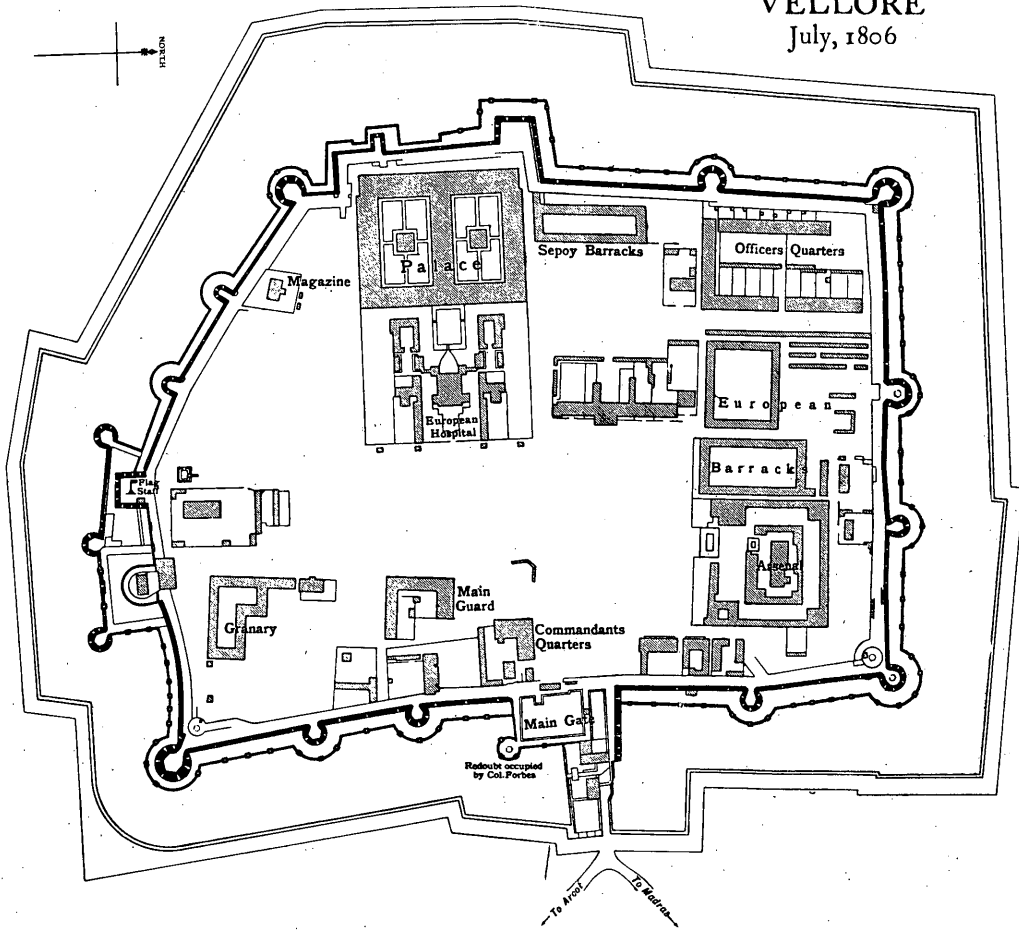 VELLORE
July, 1806
NORTH
Palace
Sepoy Barracks
Officers Quarters
Magazine
European
Hospital
European
Barracks
Flag
Staff
Arsenal
Main
Guard
Granary
Commandants
Quarters
Main Gate
Redoubt occupied
by Col. Forbes
To Arcot
To Madras